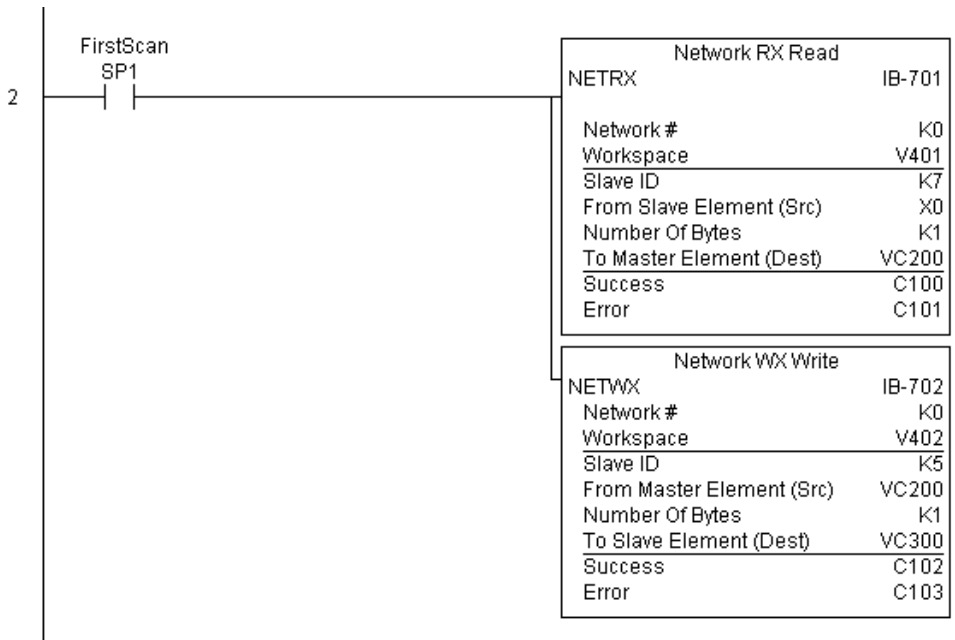 FirstScan
SP1
2
Network RX Read
NETRX IB-701
Network # K0
Workspace V401
Slave ID K7
From Slave Element (Src) X0
Number Of Bytes K1
To Master Element (Dest) VC200
Success C100
Error C101
Network WX Write
NETWX IB-702
Network # K0
Workspace V402
Slave ID K5
From Master Element (Src) VC200
Number Of Bytes K1
To Slave Element (Dest) VC300
Success C102
Error C103